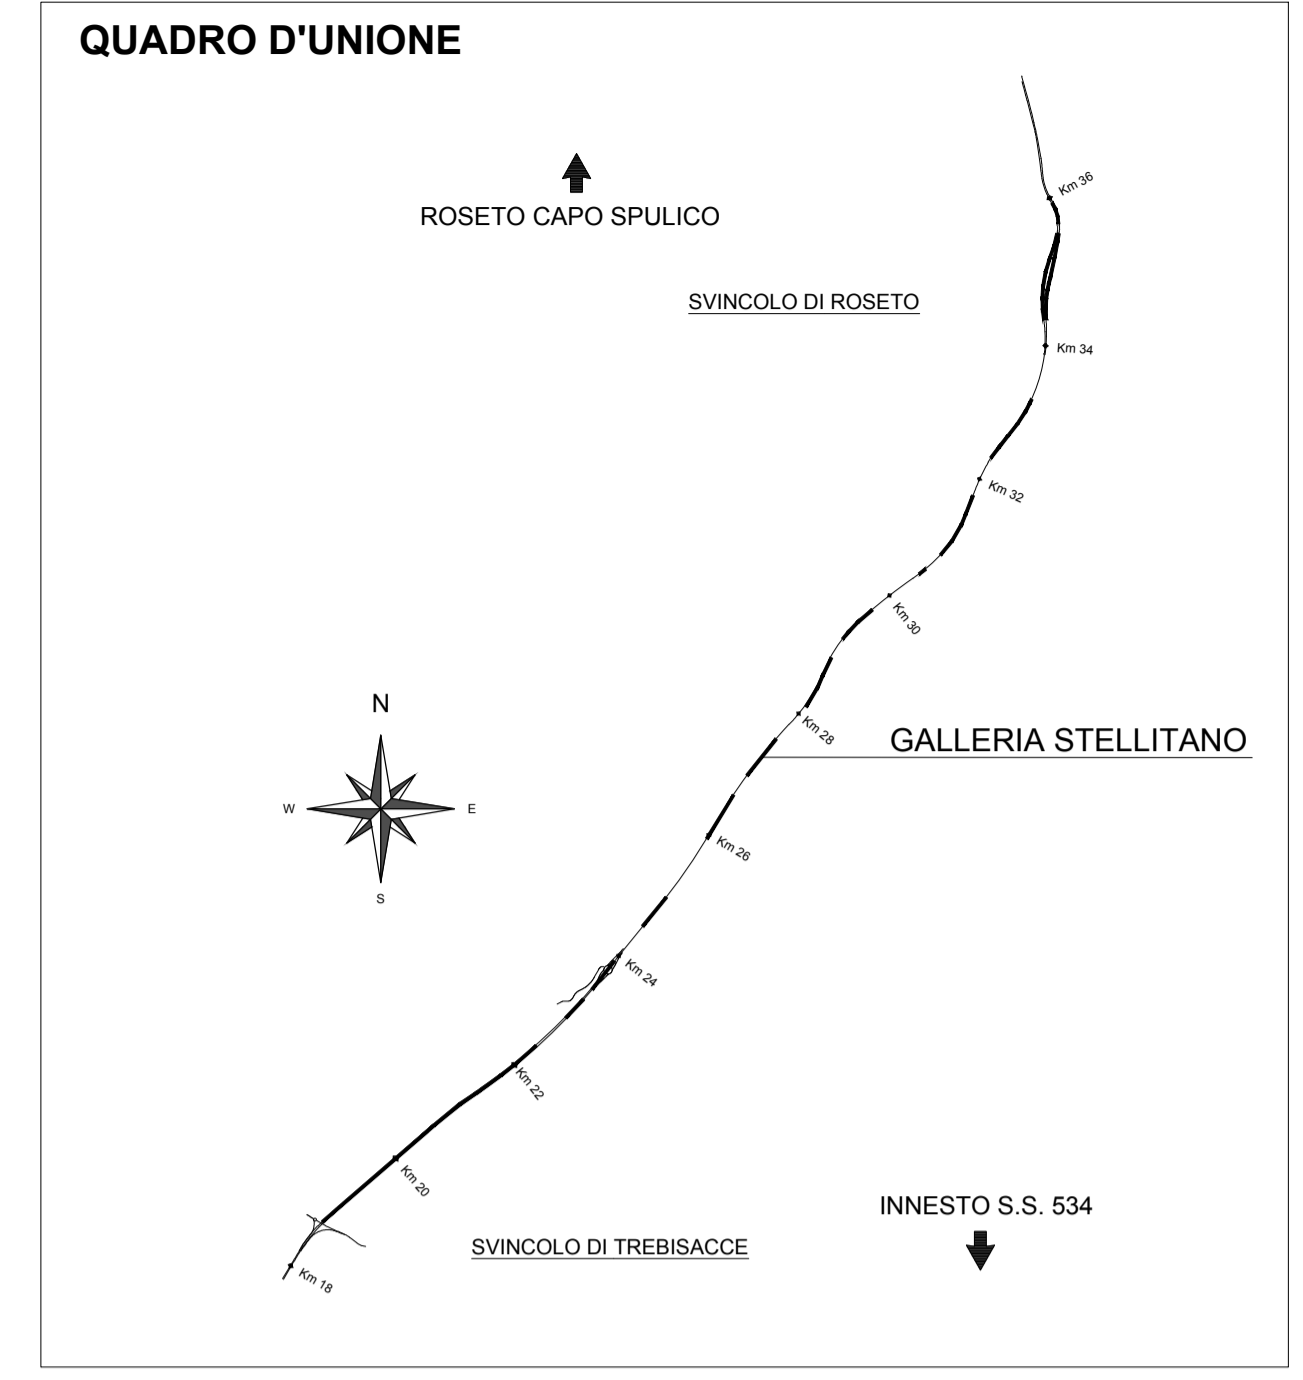 QUADRO D'UNIONE
Km 36
ROSETO CAPO SPULICO
SVINCOLO DI ROSETO
Km 34
Km 32
Km 30
N
Km 28
GALLERIA STELLITANO
W
E
Km 26
S
Km 24
Km 22
Km 20
INNESTO S.S. 534
SVINCOLO DI TREBISACCE
Km 18